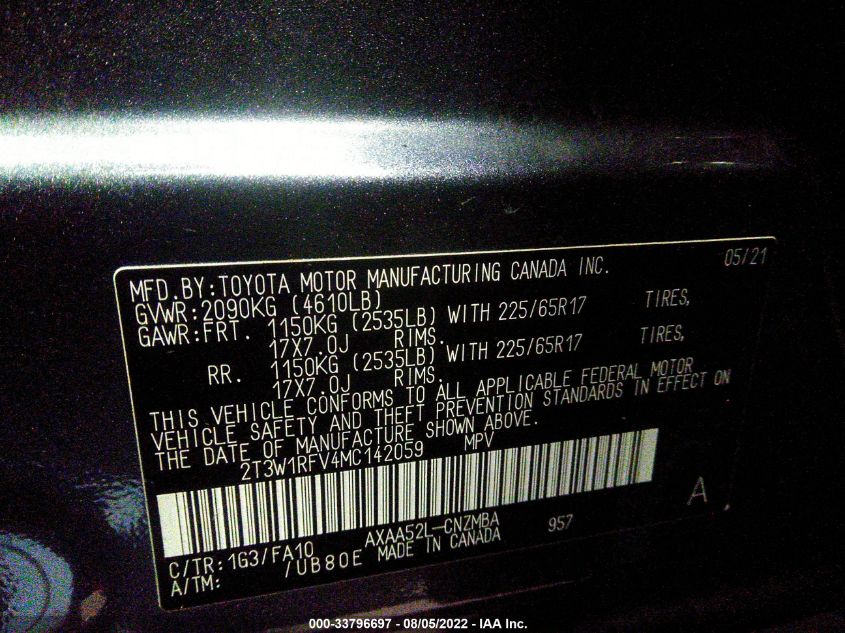 05/21
MFD.BY:TOYOTA MOTOR MANUFACTURING CANADA INC.
GVWR:2090KG (4610LB)
GAWR:FRT. 1150KG (2535LB) WITH 225/65R17 TIRES,
17X7.0J RIMS.
RR. 1150KG (2535LB) WITH 225/65R17 TIRES,
17X7.0J RIMS.
THIS VEHICLE CONFORMS TO ALL APPLICABLE FEDERAL MOTOR
VEHICLE SAFETY AND THEFT PREVENTION STANDARDS IN EFFECT ON
THE DATE OF MANUFACTURE SHOWN ABOVE.
2T3W1RFV4MC142059 MPV
A
C/TR:1G3/FA10 AXAA52L-CNZMBA 957
A/TM: /UB80E MADE IN CANADA
000-33796697 - 08/05/2022 - IAA Inc.